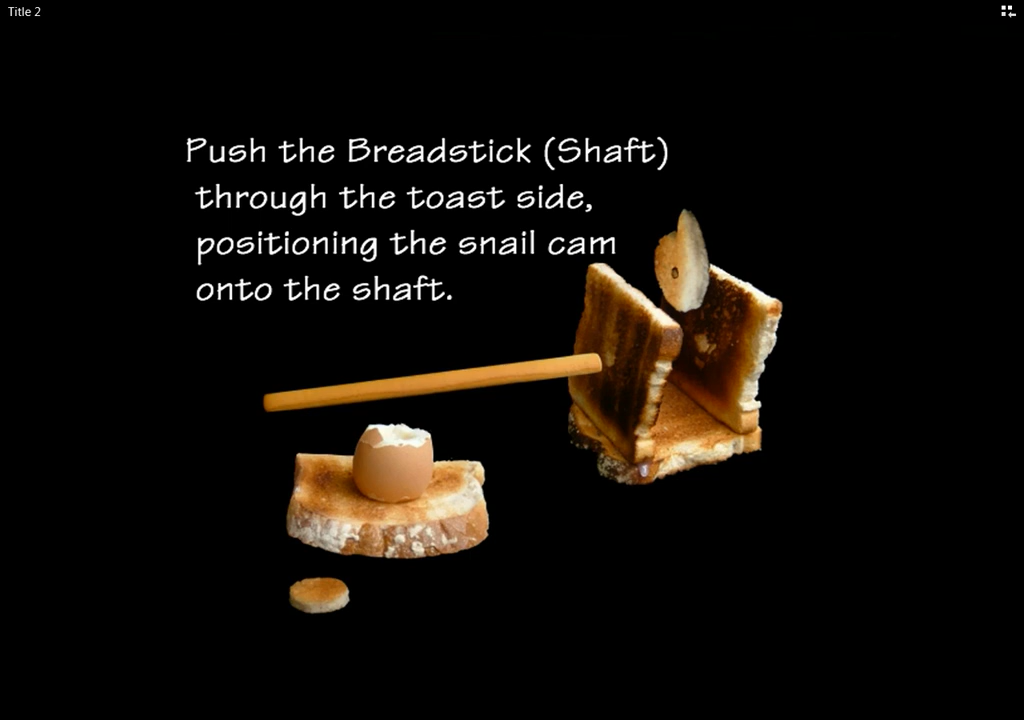 Title 2
Push the Breadstick (Shaft)
through the toast side,
positioning the snail cam
onto the shaft.